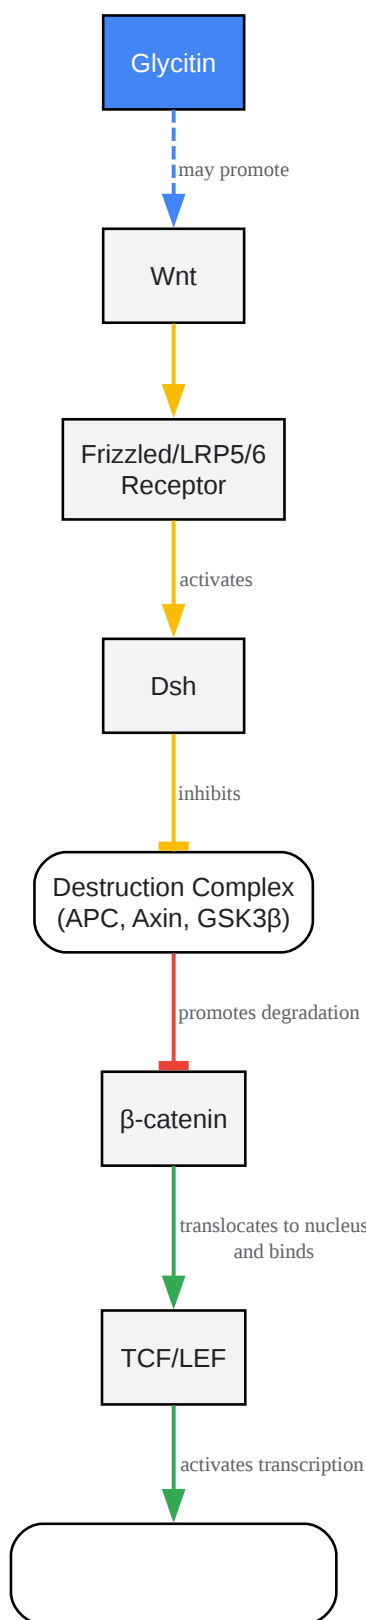 Glycitin
may promote
Wnt
Frizzled/LRP5/6
Receptor
activates
Dsh
inhibits
Destruction Complex
(APC, Axin, GSK3β)
promotes degradation
β-catenin
translocates to nucleus
and binds
TCF/LEF
activates transcription